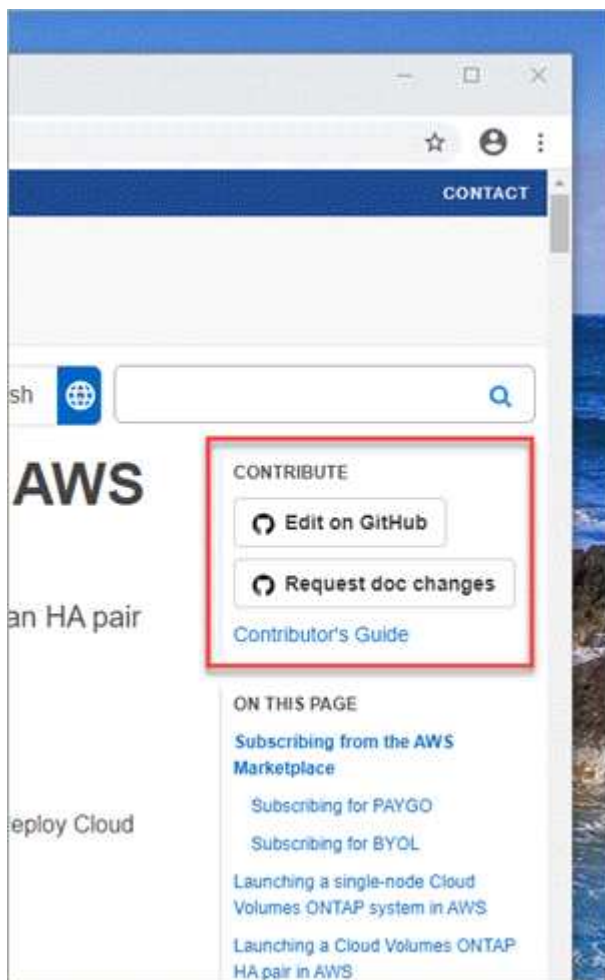 CONTACT
sh
AWS
CONTRIBUTE
Edit on GitHub
Request doc changes
Contributor's Guide
an HA pair
ON THIS PAGE
Subscribing from the AWS
Marketplace
Subscribing for PAYGO
Subscribing for BYOL
eploy Cloud
Launching a single-node Cloud
Volumes ONTAP system in AWS
Launching a Cloud Volumes ONTAP
HA pair in AWS